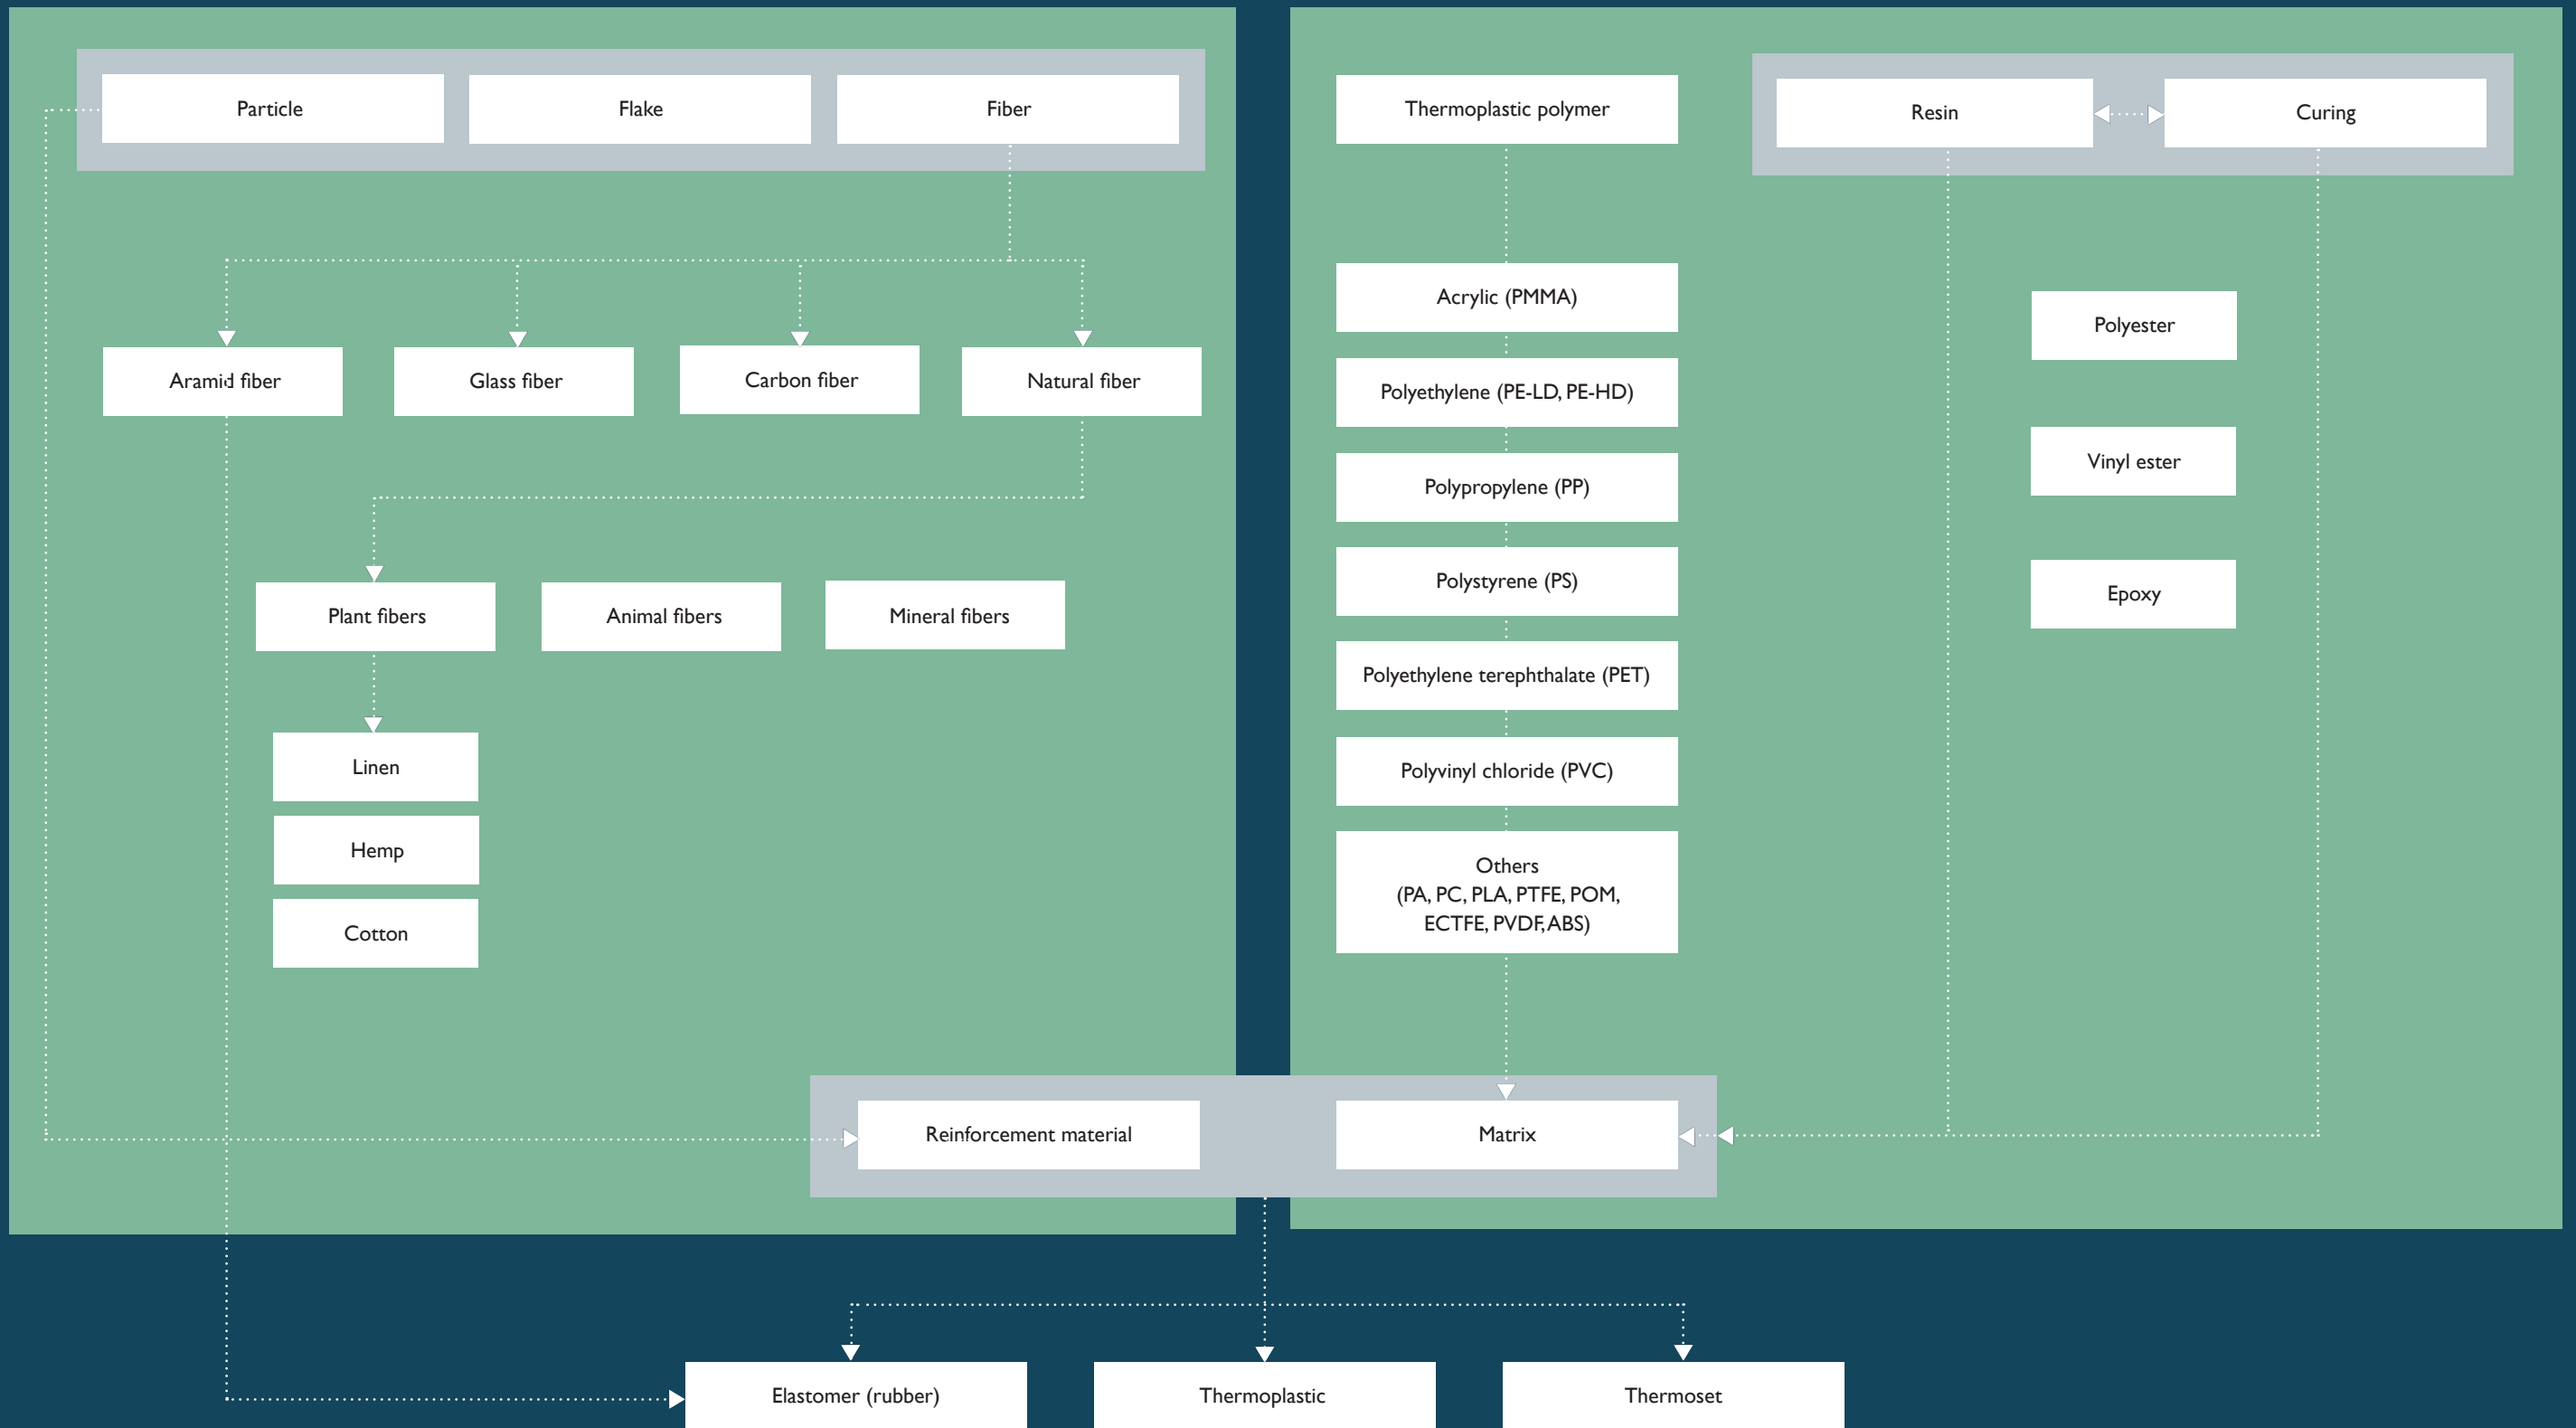 Particle
Flake
Fiber
Thermoplastic polymer
Resin
Curing
Acrylic (PMMA)
Polyester
Aramid fiber
Glass fiber
Carbon fiber
Natural fiber
Polyethylene (PE-LD, PE-HD)
Vinyl ester
Polypropylene (PP)
Polystyrene (PS)
Epoxy
Plant fibers
Animal fibers
Mineral fibers
Polyethylene terephthalate (PET)
Linen
Polyvinyl chloride (PVC)
Hemp
Others
(PA, PC, PLA, PTFE, POM,
ECTFE, PVDF, ABS)
Cotton
Reinforcement material
Matrix
Elastomer (rubber)
Thermoplastic
Thermoset